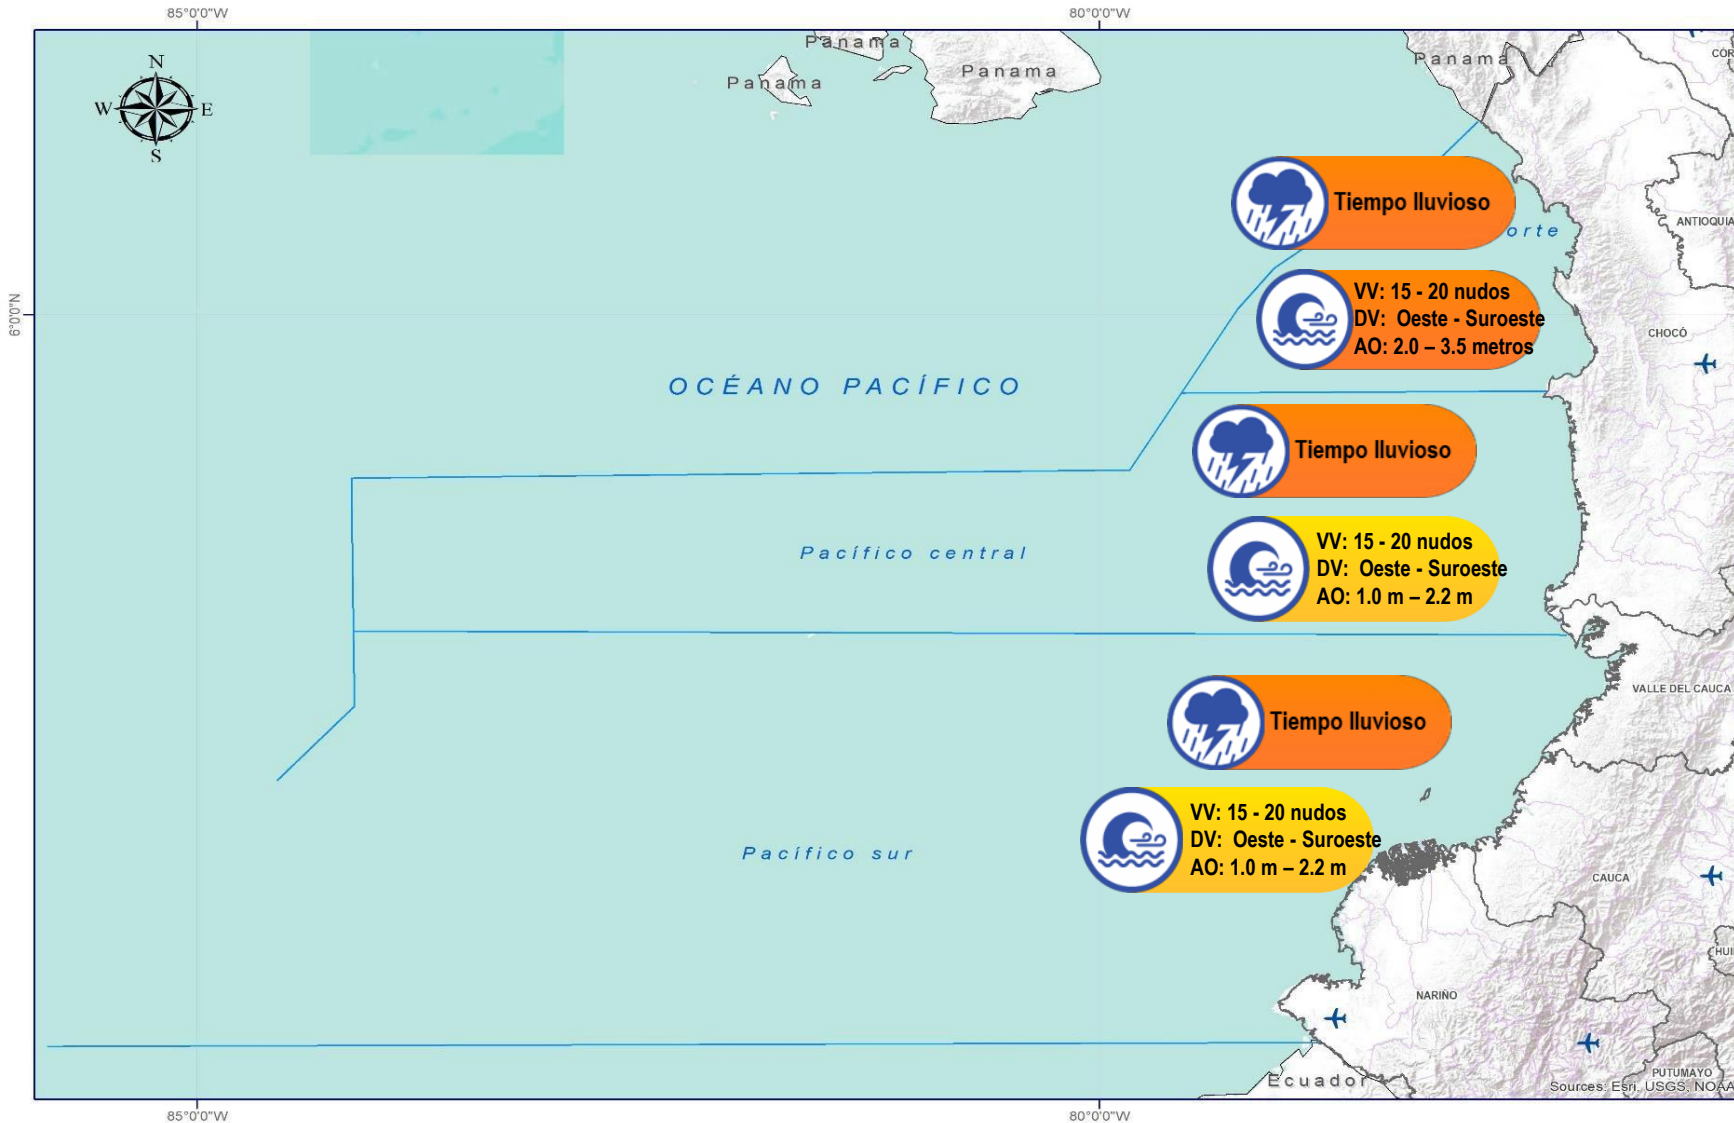 85°0'0"W
80°0'0"W
N
W
E
S
Panama
Panama
Panama
Panama
ANTIOQUIA
Tiempo lluvioso
orte
6°0'0"N
VV: 15 - 20 nudos
DV: Oeste - Suroeste
AO: 2.0 – 3.5 metros
CHOCÓ
OCÉANO PACÍFICO
Tiempo lluvioso
Pacífico central
VV: 15 - 20 nudos
DV: Oeste - Suroeste
AO: 1.0 m – 2.2 m
VALLE DEL CAUCA
Tiempo lluvioso
VV: 15 - 20 nudos
DV: Oeste - Suroeste
AO: 1.0 m – 2.2 m
Pacífico sur
CAUCA
HUI
NARIÑO
PUTUMAYO
Ecuador
Sources: Esri, USGS, NOAA
85°0'0"W
80°0'0"W